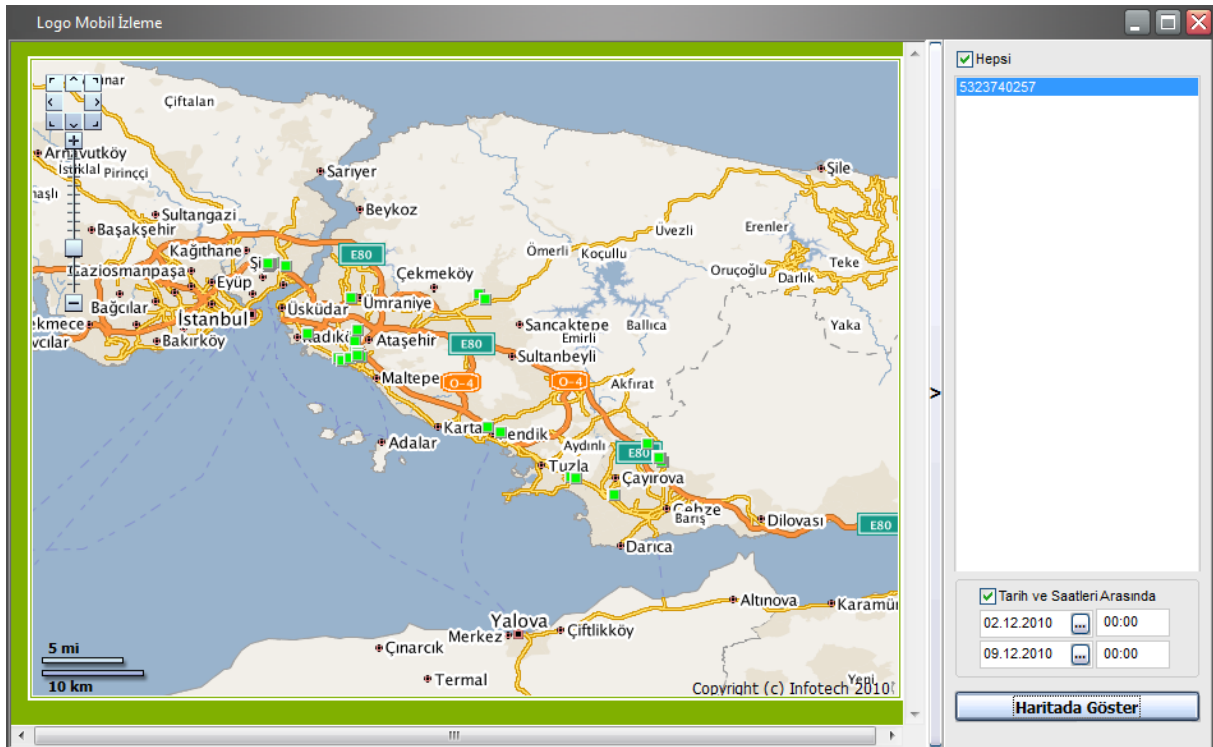 Logo Mobil İzleme
Çiftalan
Arnavutköy
İstiklal
Pirinççi
Sarıyer
Şile
Sultangazi
Beykoz
Başakşehir
Uvezli
Erenler
Kağıthane
E80
Ömerli
Koçullu
Teke
Gaziosmanpaşa
Çekmeköy
Oruçoğlu
Darlık
Eyüp
Bağcılar
İstanbul
Üsküdar
Ümraniye
Sancaktepe
Ballıca
Yaka
Emirli
Bakırköy
Kadıkö
Ataşehir
E80
Sultanbeyli
Maltepe
O-4
O-4
Akfırat
Karta
Adalar
endik
Aydınlı
E80
Tuzla
Çayırova
Gebze
Barış
Dilovası
E80
Darıca
Altınova
Karamür
Yalova
Merkez
Çiftlikköy
Çınarcık
Termal
Yeni
5 mi
10 km
Copyright (c) Infotech 2010
>
Hepsi
5323740257
Tarih ve Saatleri Arasında
02.12.2010 ... 00:00
09.12.2010 ... 00:00
Haritada Göster